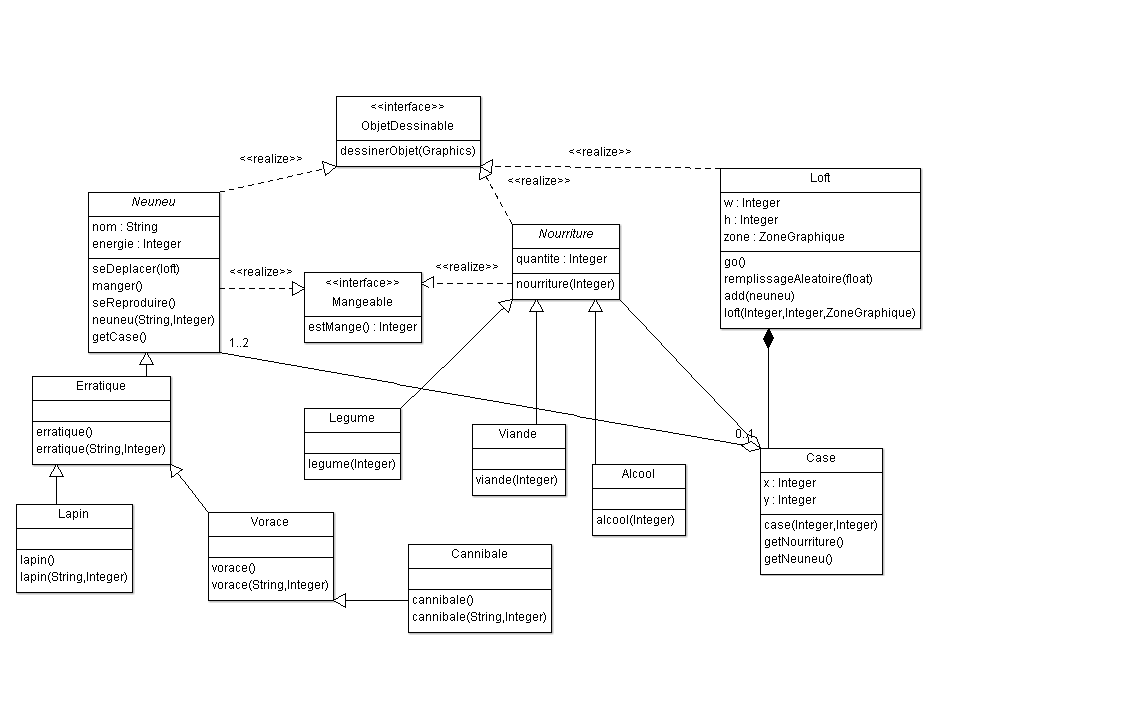 <<interface>>
ObjetDessinable
dessinerObjet(Graphics)
<<realize>>
<<realize>>
<<realize>>
Loft
w : Integer
h : Integer
zone : ZoneGraphique
go()
remplissageAleatoire(float)
add(neuneu)
loft(Integer,Integer,ZoneGraphique)
Neuneu
nom : String
energie : Integer
seDeplacer(loft)
manger()
seReproduire()
neuneu(String,Integer)
getCase()
Nourriture
quantite : Integer
nourriture(Integer)
<<realize>>
<<realize>>
<<interface>>
Mangeable
estMange() : Integer
1..2
Erratique
erratique()
erratique(String,Integer)
Legume
legume(Integer)
Viande
viande(Integer)
Alcool
alcool(Integer)
0..1
Case
x : Integer
y : Integer
case(Integer,Integer)
getNourriture()
getNeuneu()
Lapin
lapin()
lapin(String,Integer)
Vorace
vorace()
vorace(String,Integer)
Cannibale
cannibale()
cannibale(String,Integer)